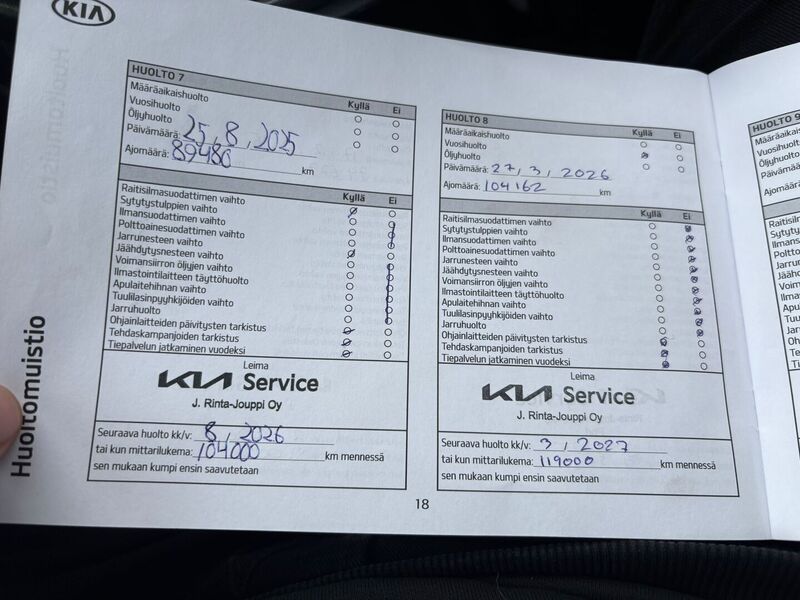 KIA
Huoltomuistio
HUOLTO 7
Kyllä Ei
Määräaikaishuolto
Vuosihuolto
Öljyhuolto
Päivämäärä: 25, 8, 2025
Ajomäärä: 89480 km
Kyllä Ei
Raitisilmasuodattimen vaihto
Sytytystulppien vaihto
Ilmansuodattimen vaihto
Polttoainesuodattimen vaihto
Jarrunesteen vaihto
Jäähdytysnesteen vaihto
Voimansiirron öljyjen vaihto
Ilmastointilaitteen täyttöhuolto
Apulaitehihnan vaihto
Tuulilasinpyyhkijöiden vaihto
Jarruhuolto
Ohjainlaitteiden päivitysten tarkistus
Tehdaskampanjoiden tarkistus
Tiepalvelun jatkaminen vuodeksi
Leima
KIA Service
J. Rinta-Jouppi Oy
Seuraava huolto kk/v: 8, 2026
tai kun mittarilukema: 104000 km mennessä
sen mukaan kumpi ensin saavutetaan
HUOLTO 8
Kyllä Ei
Määräaikaishuolto
Vuosihuolto
Öljyhuolto
Päivämäärä: 27, 3, 2026
Ajomäärä: 104162 km
Kyllä Ei
Raitisilmasuodattimen vaihto
Sytytystulppien vaihto
Ilmansuodattimen vaihto
Polttoainesuodattimen vaihto
Jarrunesteen vaihto
Jäähdytysnesteen vaihto
Voimansiirron öljyjen vaihto
Ilmastointilaitteen täyttöhuolto
Apulaitehihnan vaihto
Tuulilasinpyyhkijöiden vaihto
Jarruhuolto
Ohjainlaitteiden päivitysten tarkistus
Tehdaskampanjoiden tarkistus
Tiepalvelun jatkaminen vuodeksi
Leima
KIA Service
J. Rinta-Jouppi Oy
Seuraava huolto kk/v: 3, 2027
tai kun mittarilukema: 119000 km mennessä
sen mukaan kumpi ensin saavutetaan
18
HUOLTO 9
Vuosihuolto
Öljyhuolto